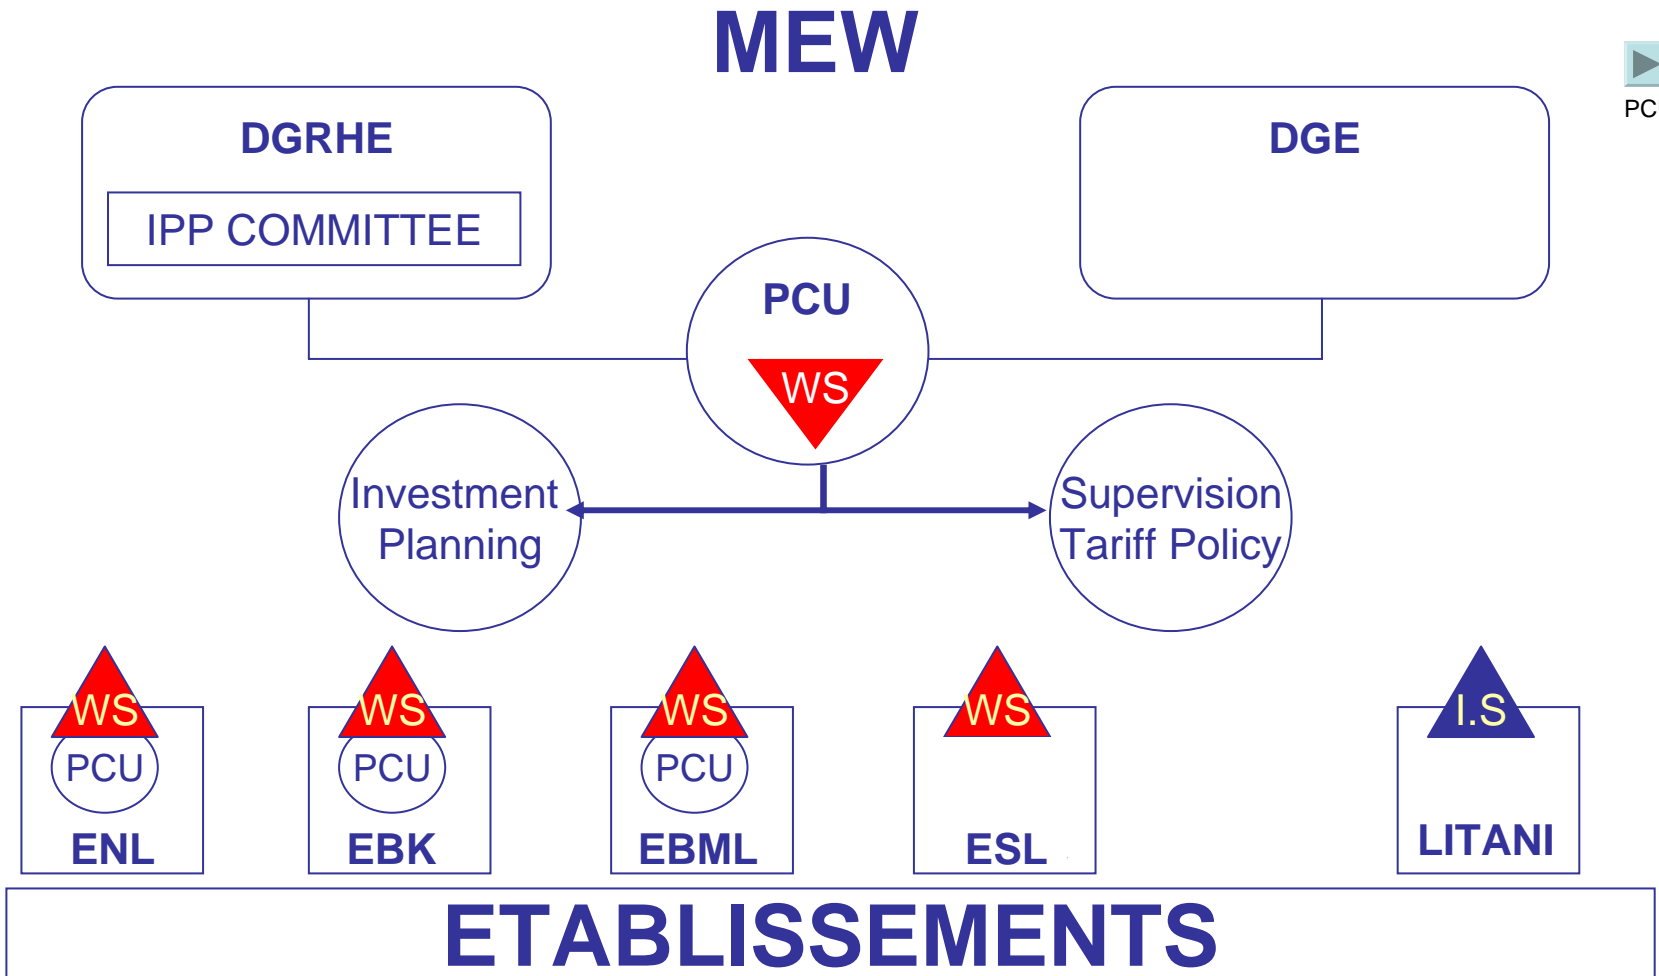 MEW
DGRHE
DGE
PC
IPP COMMITTEE
PCU
WS
Investment
Planning
Supervision
Tariff Policy
WS
WS
WS
WS
I.S
PCU
PCU
PCU
ENL
EBK
EBML
ESL
LITANI
ETABLISSEMENTS